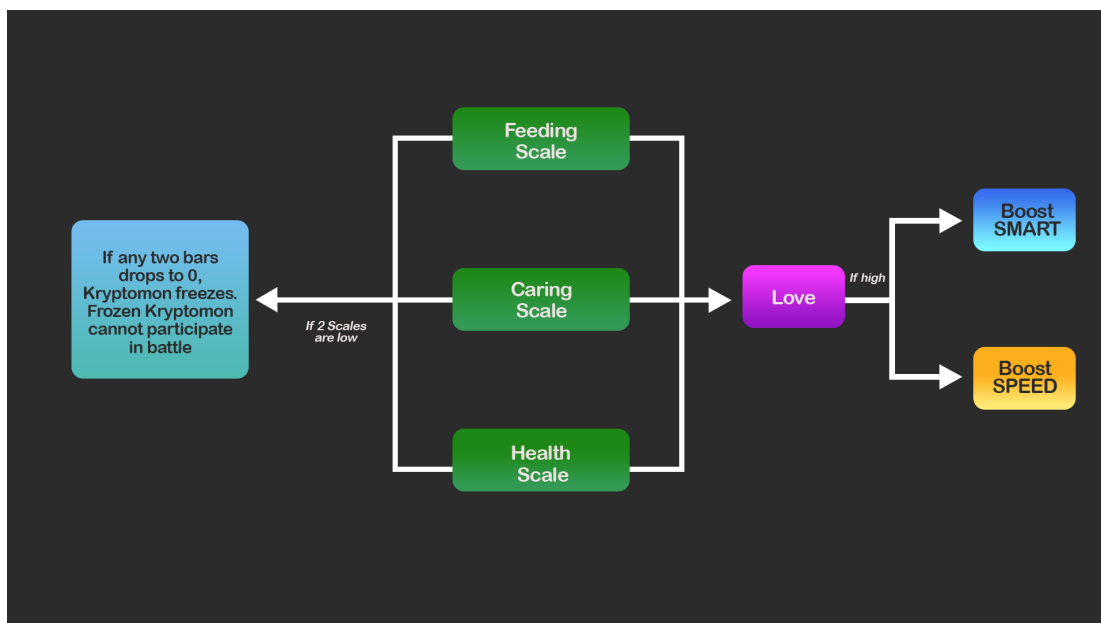 Feeding
Scale
If any two bars
drops to 0,
Kryptomon freezes.
Frozen Kryptomon
cannot participate
in battle
If 2 Scales
are low
Caring
Scale
Love
If high
Boost
SMART
Boost
SPEED
Health
Scale